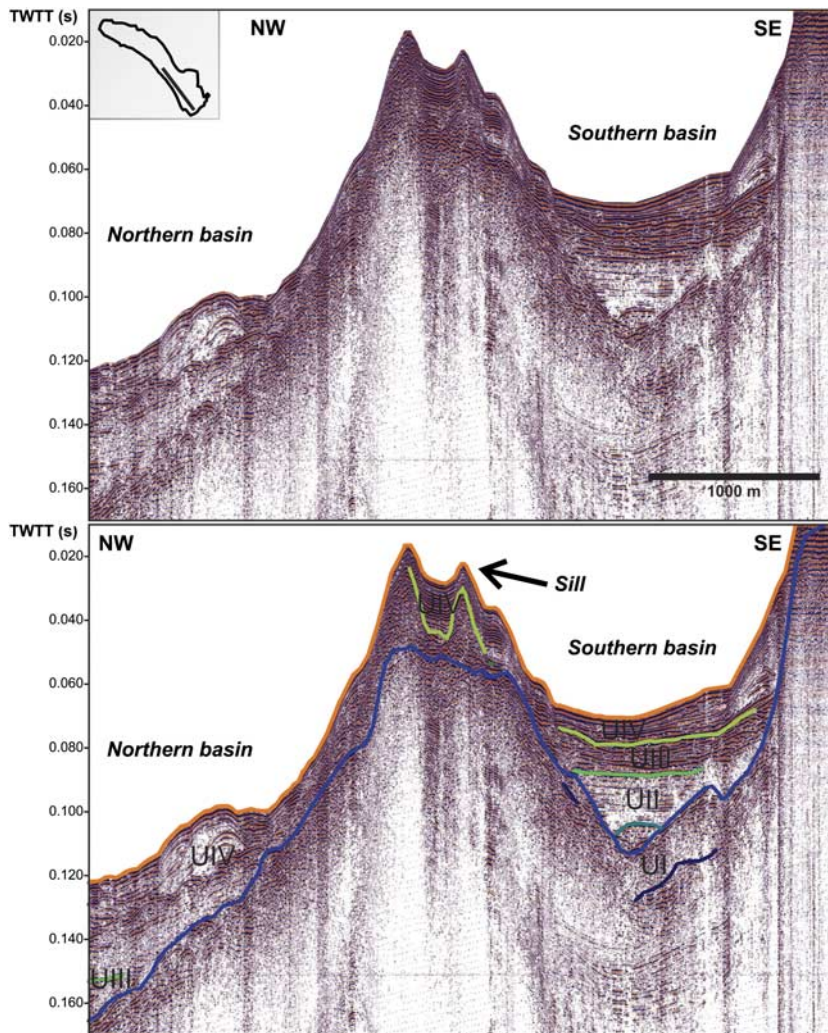 TWTT (s)
NW
SE
0.020
0.040
Southern basin
0.060
Northern basin
0.080
0.100
0.120
0.140
0.160
1000 m
TWTT (s)
NW
SE
0.020
Sill
UIV
0.040
Southern basin
0.060
UIV
Northern basin
UIII
0.080
UII
0.100
UIV
UI
0.120
0.140
UIII
0.160